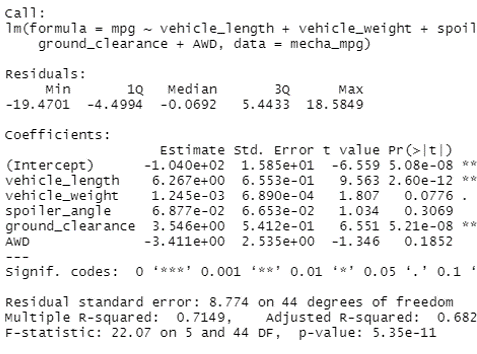 Call:
lm(formula = mpg ~ vehicle_length + vehicle_weight + spoil
ground_clearance + AWD, data = mecha_mpg)
Residuals:
Min 1Q Median 3Q Max
-19.4701 -4.4994 -0.0692 5.4433 18.5849
Coefficients:
Estimate Std. Error t value Pr(>|t|)
(Intercept) -1.040e+02 1.585e+01 -6.559 5.08e-08 **
vehicle_length 6.267e+00 6.553e-01 9.563 2.60e-12 **
vehicle_weight 1.245e-03 6.890e-04 1.807 0.0776 .
spoiler_angle 6.877e-02 6.653e-02 1.034 0.3069
ground_clearance 3.546e+00 5.412e-01 6.551 5.21e-08 **
AWD -3.411e+00 2.535e+00 -1.346 0.1852
---
Signif. codes: 0 ‘***’ 0.001 ‘**’ 0.01 ‘*’ 0.05 ‘.’ 0.1 ‘
Residual standard error: 8.774 on 44 degrees of freedom
Multiple R-squared: 0.7149, Adjusted R-squared: 0.682
F-statistic: 22.07 on 5 and 44 DF, p-value: 5.35e-11